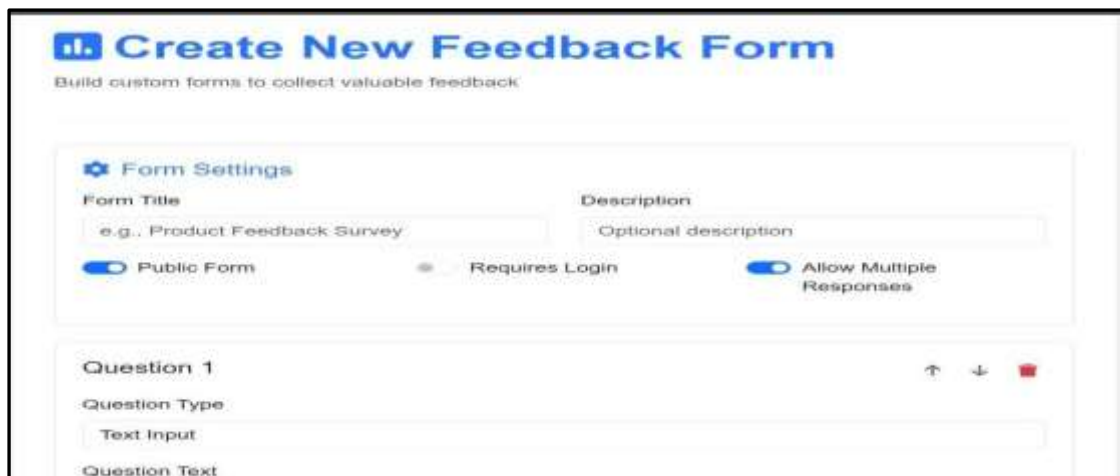 Create New Feedback Form
Build custom forms to collect valuable feedback
Form Settings
Form Title
Description
e.g., Product Feedback Survey
Optional description
Public Form
Requires Login
Allow Multiple
Responses
Question 1
Question Type
Text Input
Question Text